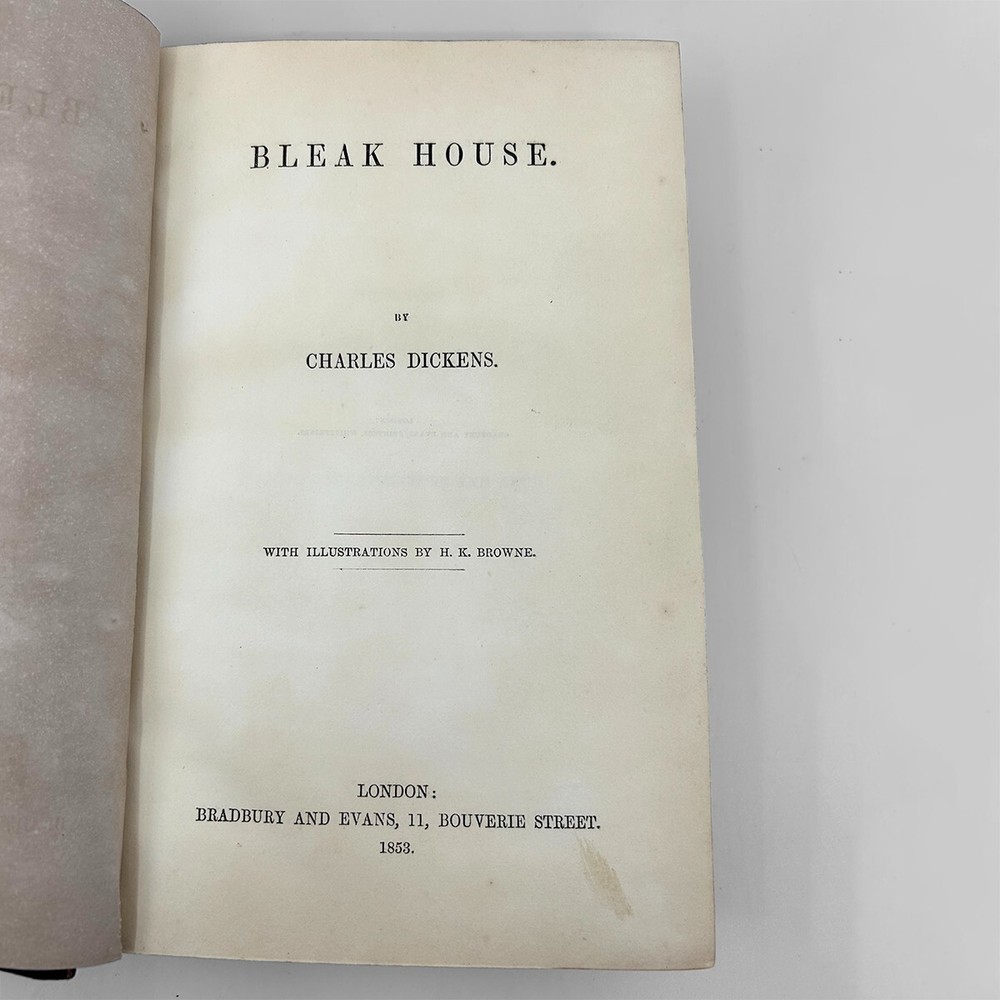 BLEAK HOUSE.
BY
CHARLES DICKENS.
WITH ILLUSTRATIONS BY H. K. BROWNE.
LONDON:
BRADBURY AND EVANS, 11, BOUVERIE STREET.
1853.